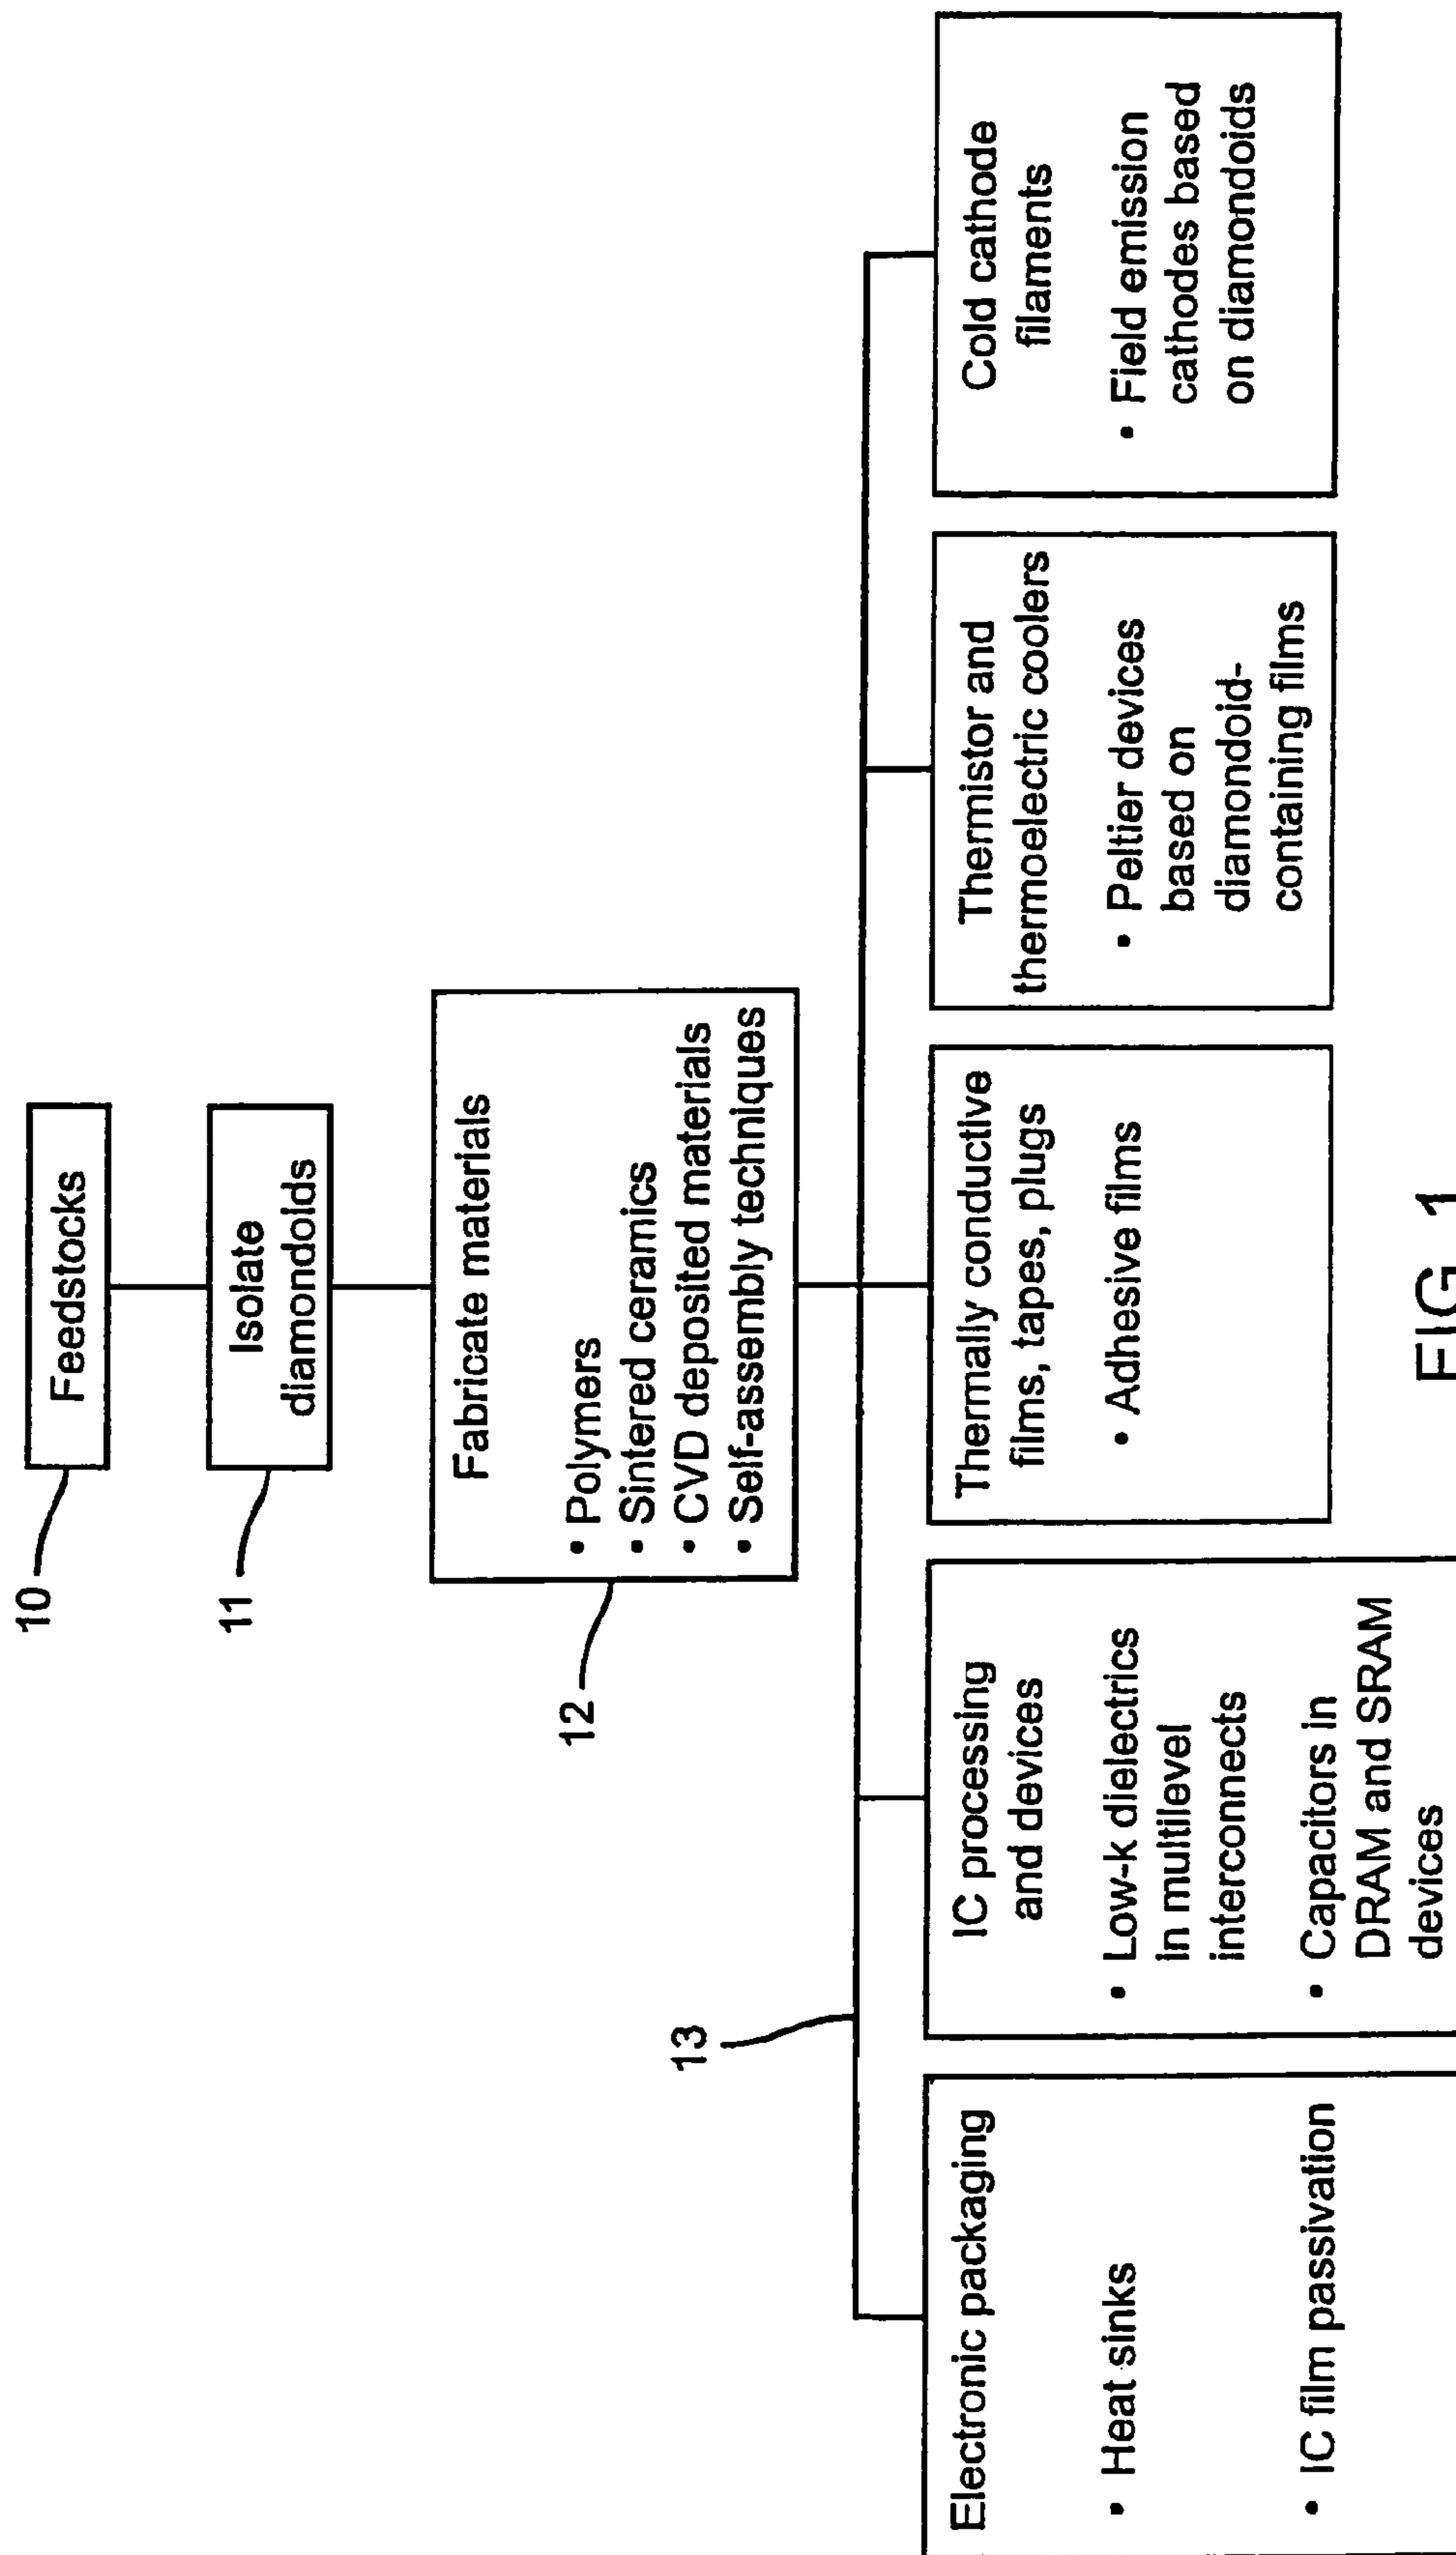 10
Feedstocks
11
Isolate
diamondoids
12
Fabricate materials
• Polymers
• Sintered ceramics
• CVD deposited materials
• Self-assembly techniques
13
Electronic packaging
• Heat sinks
• IC film passivation
IC processing
and devices
• Low-k dielectrics
in multilevel
interconnects
• Capacitors in
DRAM and SRAM
devices
Thermally conductive
films, tapes, plugs
• Adhesive films
Thermistor and
thermoelectric coolers
• Peltier devices
based on
diamondoid-
containing films
Cold cathode
filaments
• Field emission
cathodes based
on diamondoids
FIG. 1